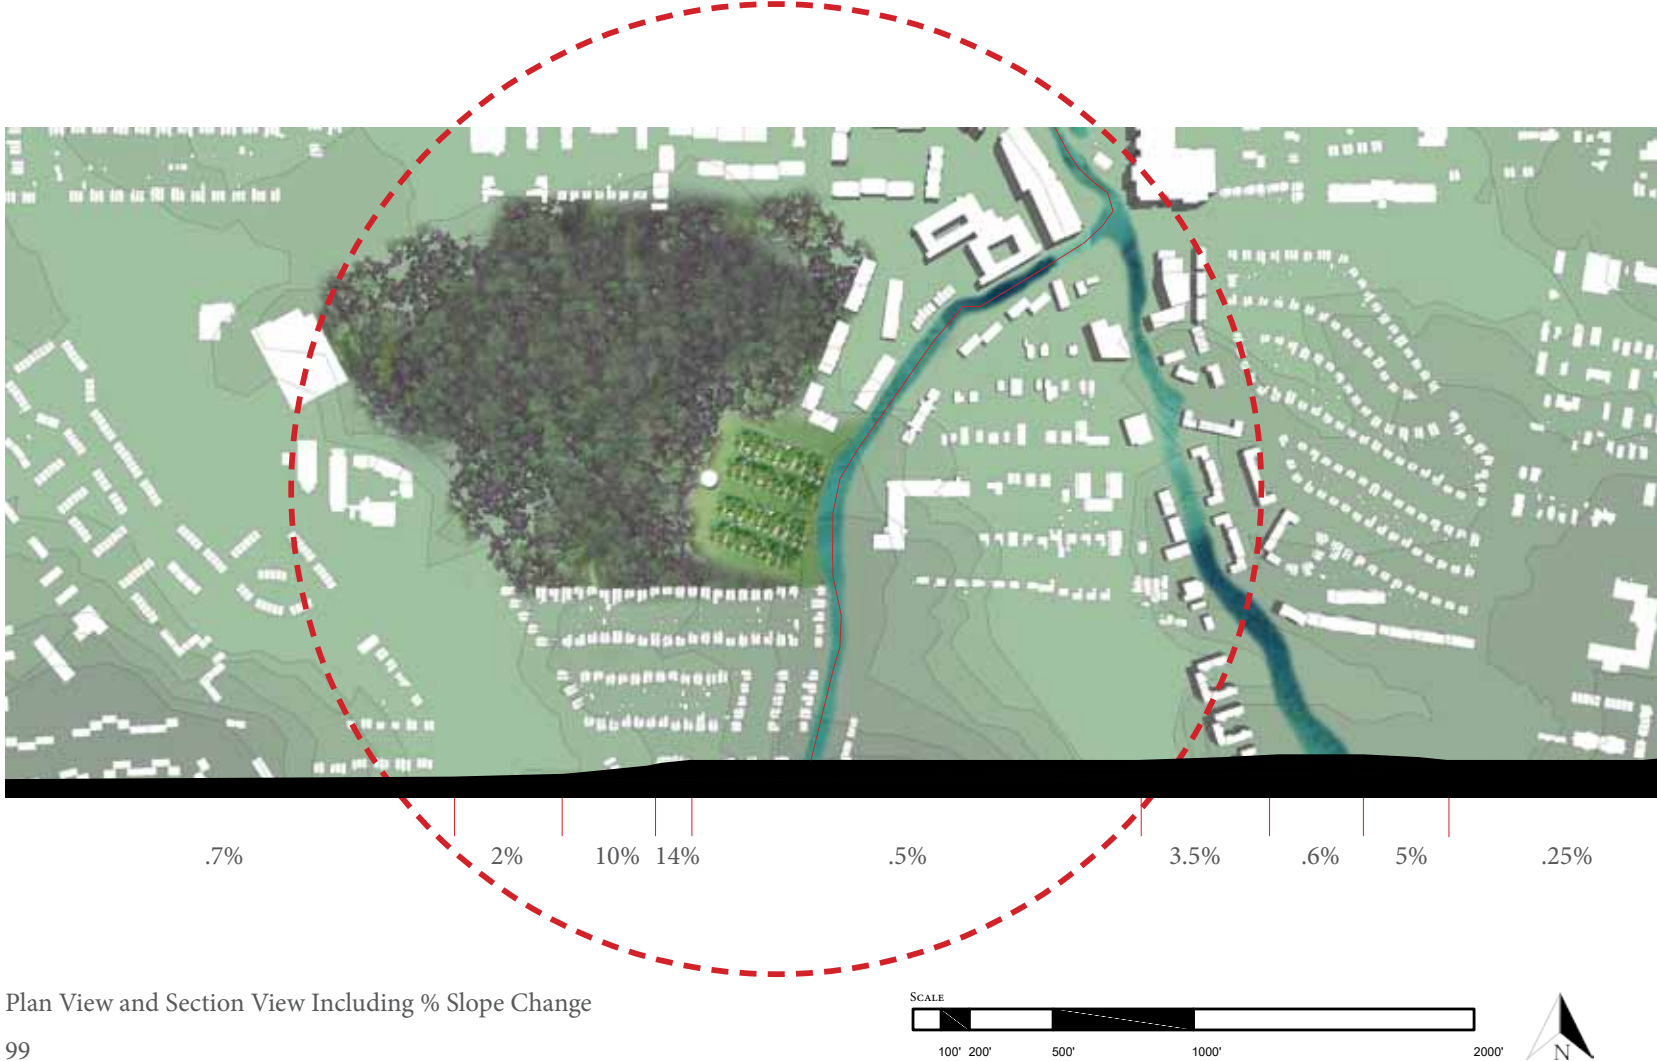 .7% 2% 10% 14% .5% 3.5% .6% 5% .25%
Plan View and Section View Including % Slope Change
99
Scale
100' 200' 500' 1000' 2000'
N